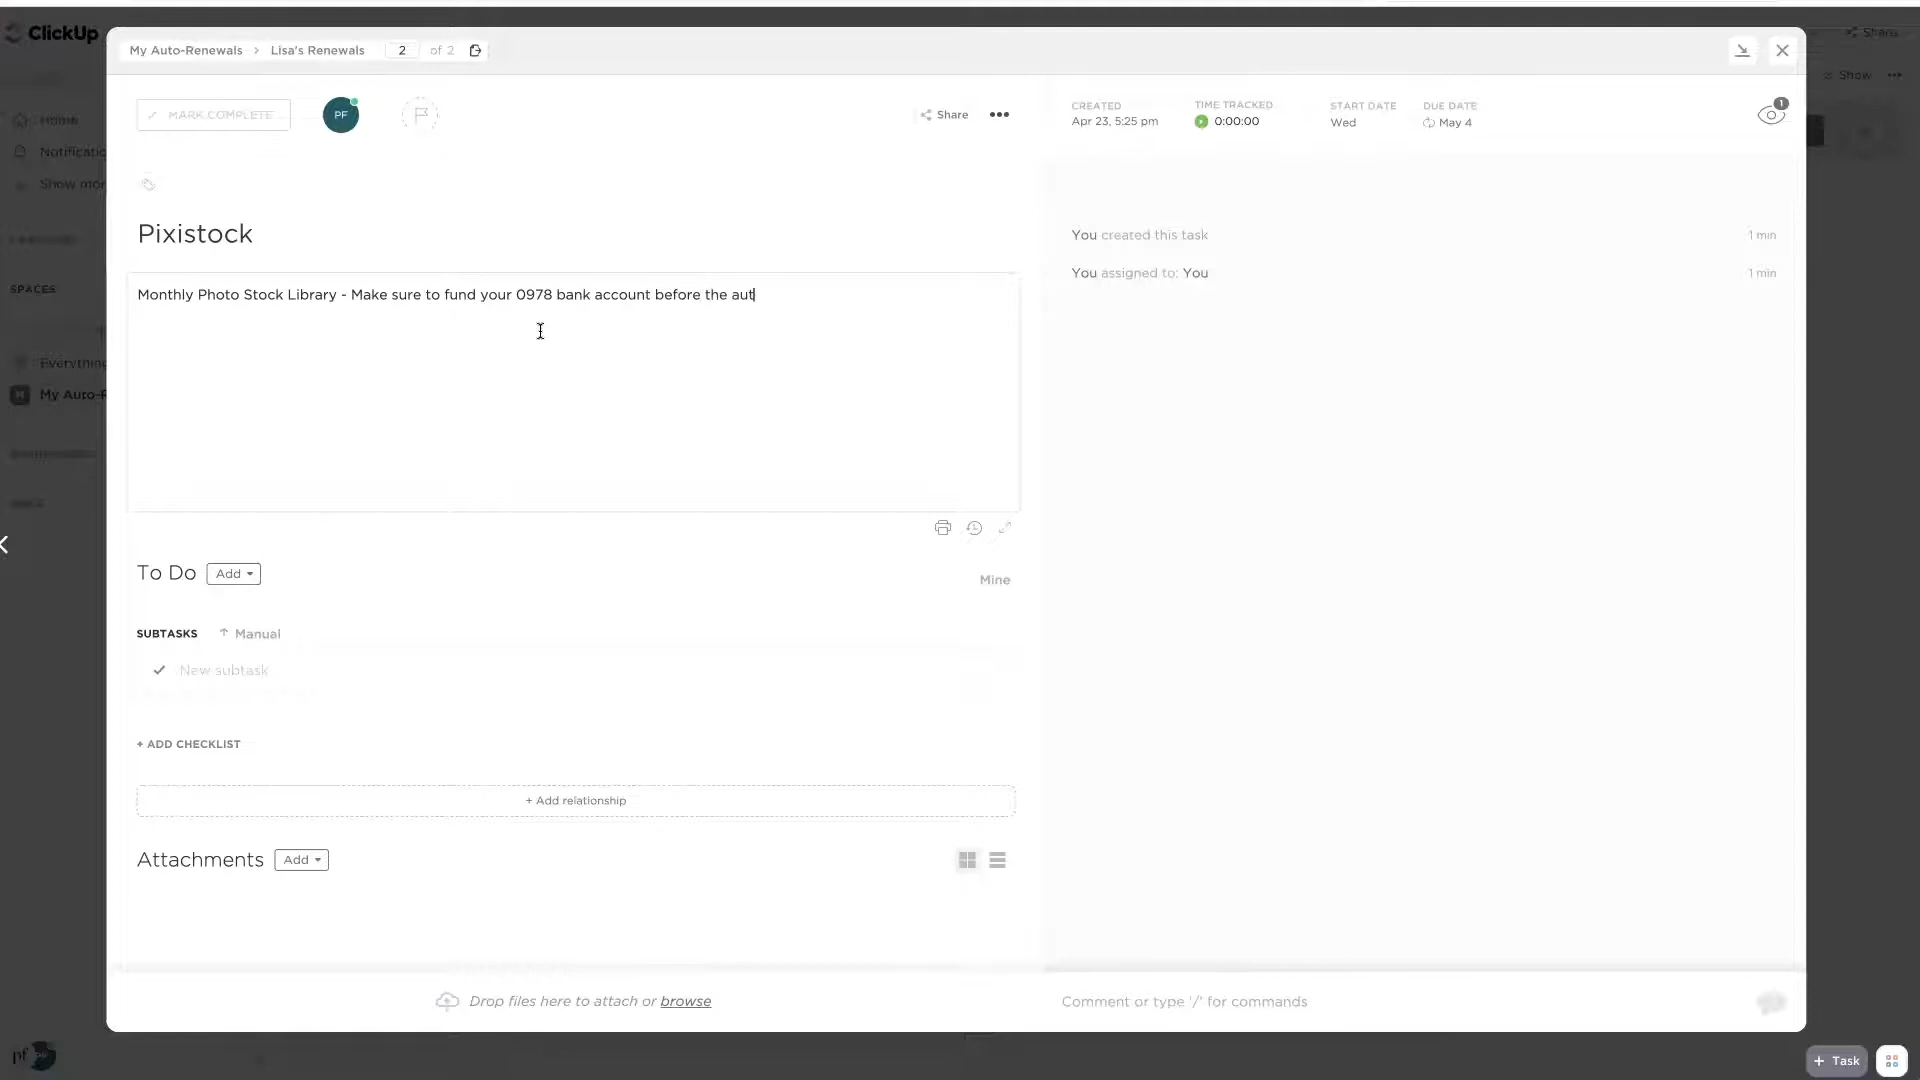 ClickUp
My Auto-Renewals > Lisa's Renewals 2 of 2
Share
Show
MARK COMPLETE
PF
Share
CREATED
Apr 23, 5:25 pm
TIME TRACKED
0:00:00
START DATE
Wed
DUE DATE
May 4
1
Home
Notificatio
Show mor
Pixistock
You created this task 1 min
You assigned to: You 1 min
SPACES
Monthly Photo Stock Library - Make sure to fund your 0978 bank account before the aut
Everything
My Auto-R
To Do Add
Mine
SUBTASKS Manual
New subtask
+ ADD CHECKLIST
+ Add relationship
Attachments Add
Drop files here to attach or browse
Comment or type '/' for commands
pf
+ Task